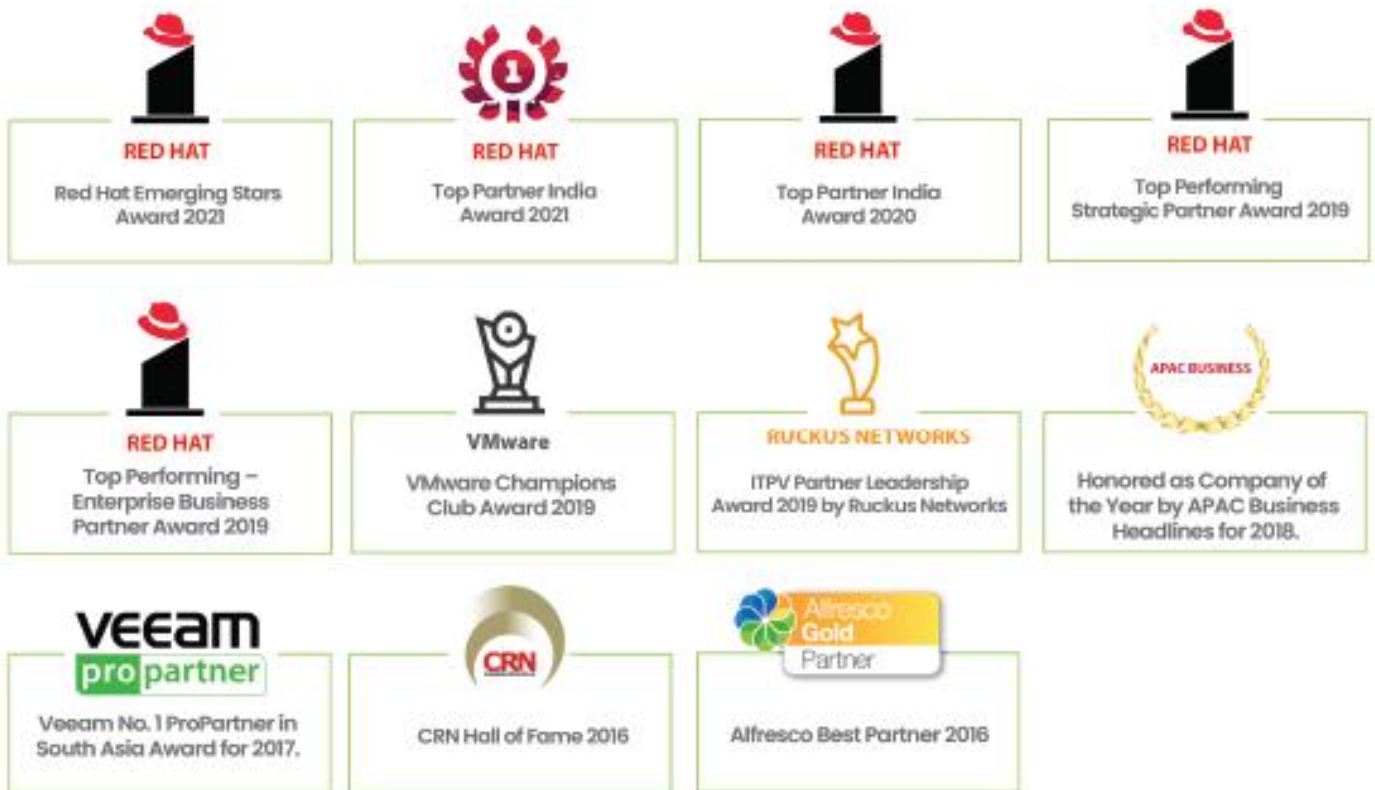 RED HAT
Red Hat Emerging Stars
Award 2021
1
RED HAT
Top Partner India
Award 2021
RED HAT
Top Partner India
Award 2020
RED HAT
Top Performing
Strategic Partner Award 2019
RED HAT
Top Performing –
Enterprise Business
Partner Award 2019
VMware
VMware Champions
Club Award 2019
RUCKUS NETWORKS
ITPV Partner Leadership
Award 2019 by Ruckus Networks
APAC BUSINESS
Honored as Company of
the Year by APAC Business
Headlines for 2018.
veeam
propartner
Veeam No. 1 ProPartner in
South Asia Award for 2017.
CRN
CRN Hall of Fame 2016
Alfresco
Gold
Partner
Alfresco Best Partner 2016